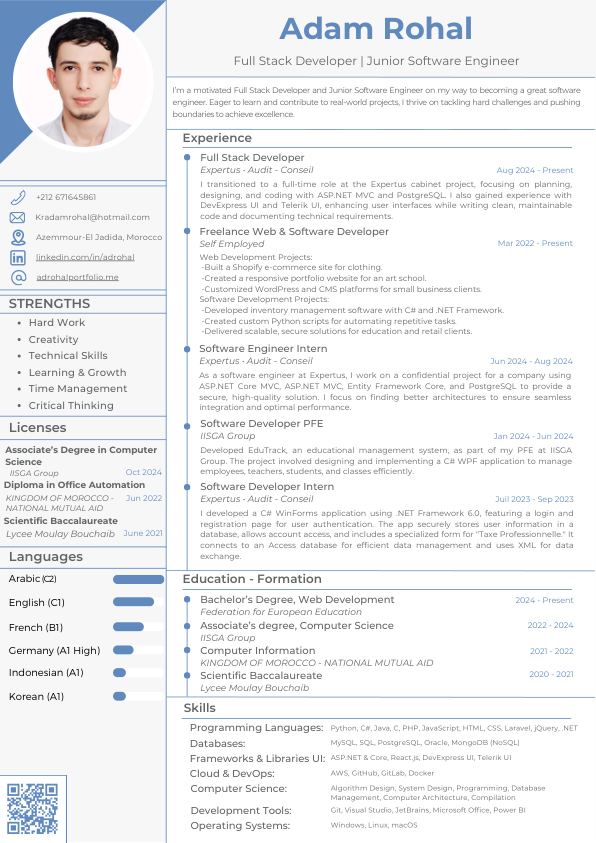 Adam Rohal
Full Stack Developer | Junior Software Engineer
I'm a motivated Full Stack Developer and Junior Software Engineer on my way to becoming a great software
engineer. Eager to learn and contribute to real-world projects, I thrive on tackling hard challenges and pushing
boundaries to achieve excellence.
+212 671645861
Kradamrohal@hotmail.com
Azemmour-El Jadida, Morocco
linkedin.com/in/adrohal
adrohalportfolio.me
STRENGTHS
• Hard Work
• Creativity
• Technical Skills
• Learning & Growth
• Time Management
• Critical Thinking
Licenses
Associate's Degree in Computer
Science
IISGA Group Oct 2024
Diploma in Office Automation
KINGDOM OF MOROCCO - Jun 2022
NATIONAL MUTUAL AID
Scientific Baccalaureate
Lycee Moulay Bouchaib June 2021
Languages
Arabic (C2)
English (C1)
French (B1)
Germany (A1 High)
Indonesian (A1)
Korean (A1)
Experience
Full Stack Developer
Expertus - Audit - Conseil Aug 2024 - Present
I transitioned to a full-time role at the Expertus cabinet project, focusing on planning,
designing, and coding with ASP.NET MVC and PostgreSQL. I also gained experience with
DevExpress UI and Telerik UI, enhancing user interfaces while writing clean, maintainable
code and documenting technical requirements.
Freelance Web & Software Developer
Self Employed Mar 2022 - Present
Web Development Projects:
-Built a Shopify e-commerce site for clothing.
-Created a responsive portfolio website for an art school.
-Customized WordPress and CMS platforms for small business clients.
Software Development Projects:
-Developed inventory management software with C# and .NET Framework.
-Created custom Python scripts for automating repetitive tasks.
-Delivered scalable, secure solutions for education and retail clients.
Software Engineer Intern
Expertus - Audit - Conseil Jun 2024 - Aug 2024
As a software engineer at Expertus, I work on a confidential project for a company using
ASP.NET Core MVC, ASP.NET MVC, Entity Framework Core, and PostgreSQL to provide a
secure, high-quality solution. I focus on finding better architectures to ensure seamless
integration and optimal performance.
Software Developer PFE
IISGA Group Jan 2024 - Jun 2024
Developed EduTrack, an educational management system, as part of my PFE at IISGA
Group. The project involved designing and implementing a C# WPF application to manage
employees, teachers, students, and classes efficiently.
Software Developer Intern
Expertus - Audit - Conseil Juil 2023 - Sep 2023
I developed a C# WinForms application using .NET Framework 6.0, featuring a login and
registration page for user authentication. The app securely stores user information in a
database, allows account access, and includes a specialized form for "Taxe Professionnelle." It
connects to an Access database for efficient data management and uses XML for data
exchange.
Education - Formation
Bachelor's Degree, Web Development 2024 - Present
Federation for European Education
Associate's degree, Computer Science 2022 - 2024
IISGA Group
Computer Information 2021 - 2022
KINGDOM OF MOROCCO - NATIONAL MUTUAL AID
Scientific Baccalaureate 2020 - 2021
Lycee Moulay Bouchaib
Skills
Programming Languages: Python, C#, Java, C, PHP, JavaScript, HTML, CSS, Laravel, jQuery, .NET
Databases: MySQL, SQL, PostgreSQL, Oracle, MongoDB (NoSQL)
Frameworks & Libraries UI: ASP.NET & Core, React.js, DevExpress UI, Telerik UI
Cloud & DevOps: AWS, GitHub, GitLab, Docker
Computer Science: Algorithm Design, System Design, Programming, Database
Management, Computer Architecture, Compilation
Development Tools: Git, Visual Studio, JetBrains, Microsoft Office, Power BI
Operating Systems: Windows, Linux, macOS